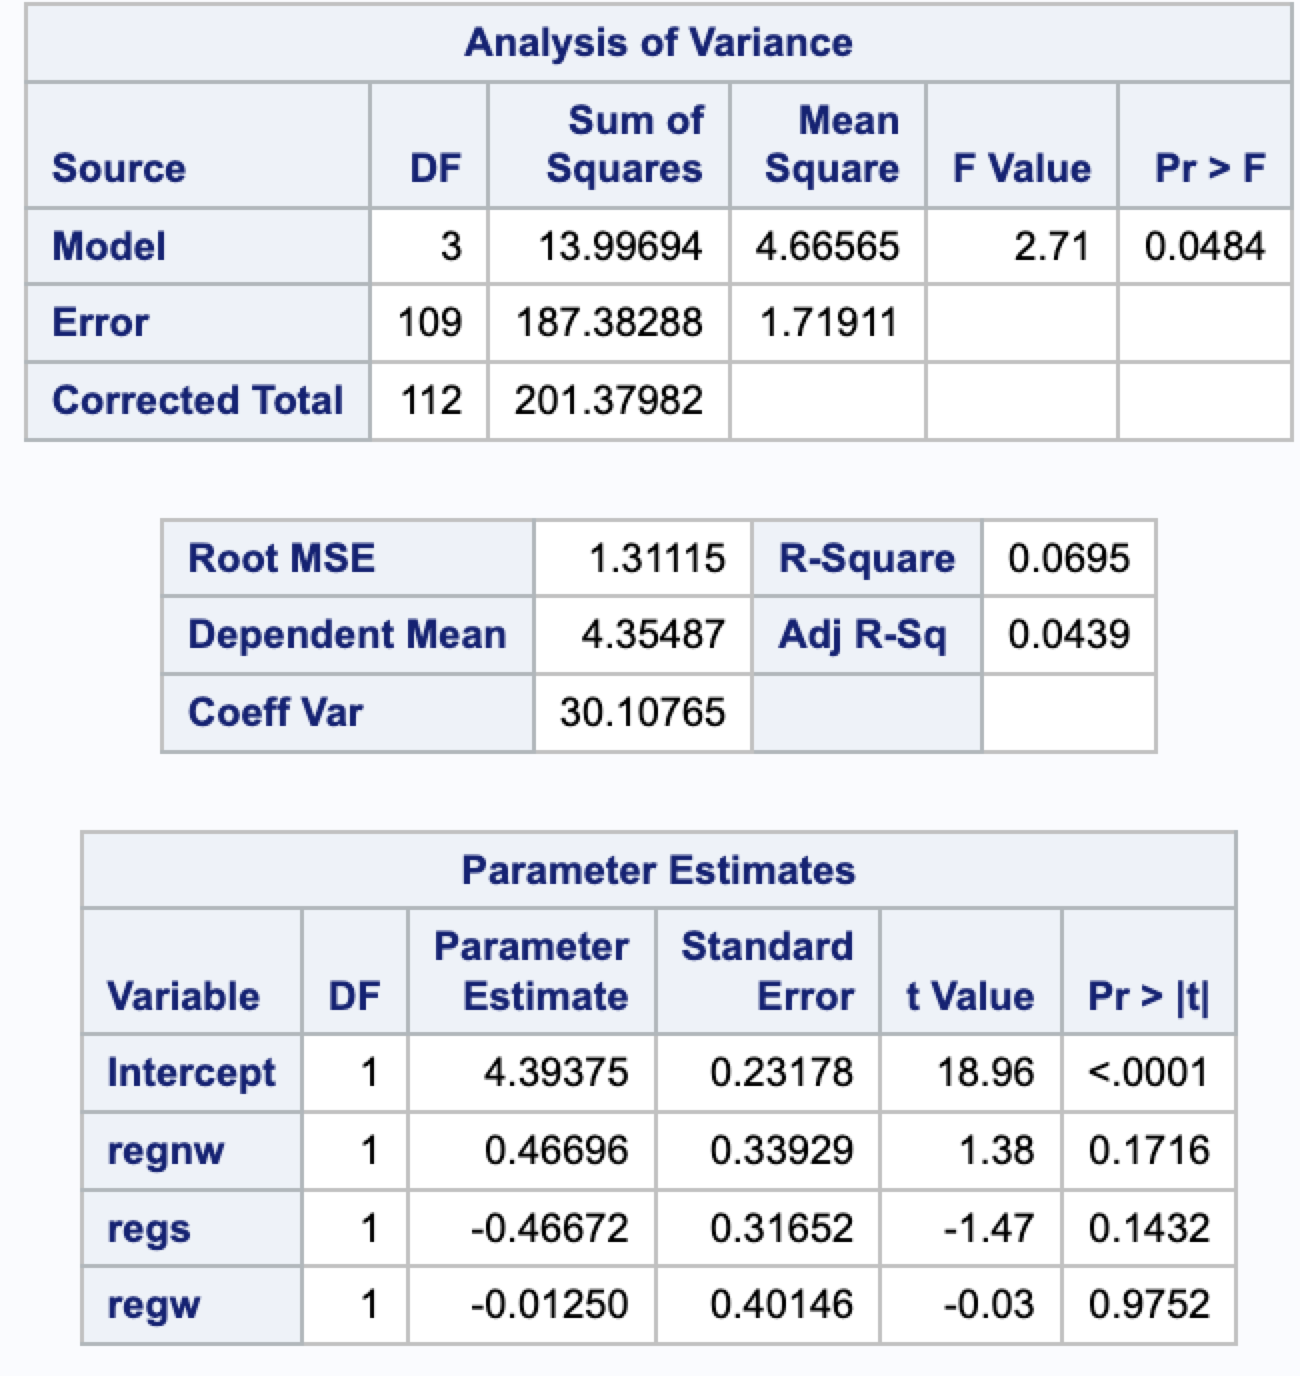 Analysis of Variance
Source DF Sum of Squares Mean Square F Value Pr > F
Model 3 13.99694 4.66565 2.71 0.0484
Error 109 187.38288 1.71911
Corrected Total 112 201.37982
Root MSE 1.31115 R-Square 0.0695
Dependent Mean 4.35487 Adj R-Sq 0.0439
Coeff Var 30.10765
Parameter Estimates
Variable DF Parameter Estimate Standard Error t Value Pr > |t|
Intercept 1 4.39375 0.23178 18.96 <.0001
regnw 1 0.46696 0.33929 1.38 0.1716
regs 1 -0.46672 0.31652 -1.47 0.1432
regw 1 -0.01250 0.40146 -0.03 0.9752